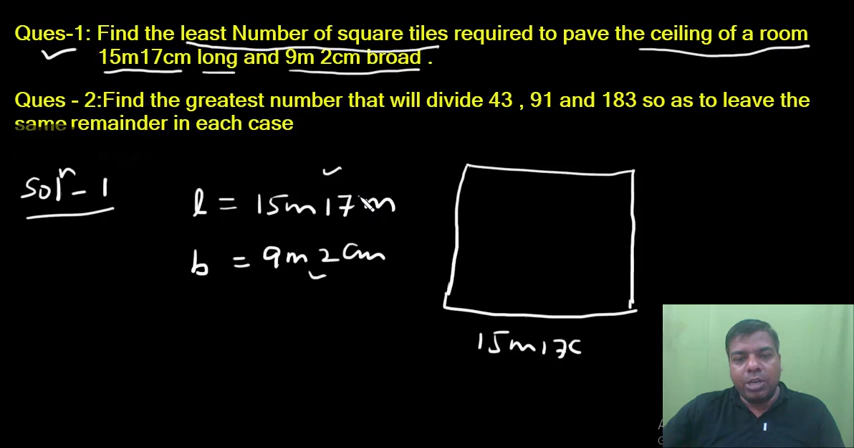 Ques-1: Find the least Number of square tiles required to pave the ceiling of a room
15m17cm long and 9m 2cm broad .
Ques - 2:Find the greatest number that will divide 43 , 91 and 183 so as to leave the
same remainder in each case
Solⁿ - 1
l = 15m 17 m
b = 9m 2cm
15m17c